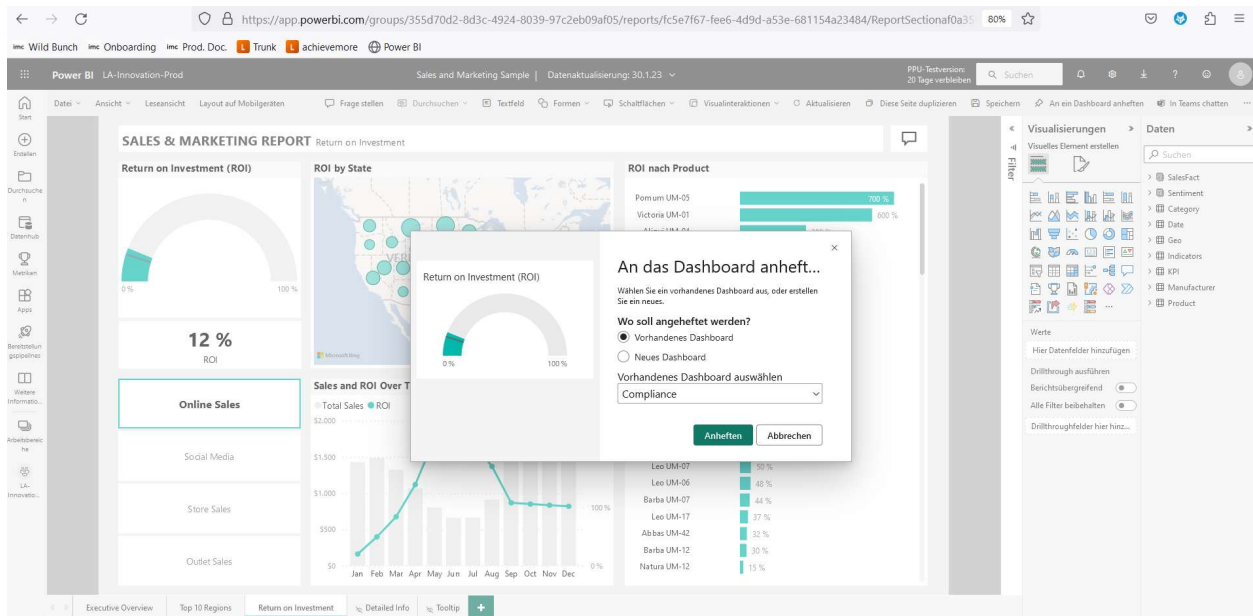 https://app.powerbi.com/groups/355d70d2-8d3c-4924-8039-97c2eb09af05/reports/fc5e7f67-fee6-4d9d-a53e-681154a23484/ReportSectionaf0a35
80%
imc Wild Bunch imc Onboarding imc Prod. Doc. L Trunk L achievemore Power BI
Power BI LA-Innovation-Prod
Sales and Marketing Sample | Datenaktualisierung: 30.1.23
PPU-Testversion:
20 Tage verbleiben
Suchen
Datei Ansicht Leseansicht Layout auf Mobilgeräten Frage stellen Durchsuchen Textfeld Formen Schaltflächen Visualinteraktionen Aktualisieren Diese Seite duplizieren Speichern An ein Dashboard anheften In Teams chatten ...
Start
Erstellen
Durchsuche
n
Datenhub
Metriken
Apps
Bereitstellun
gspipelines
Weitere
Informatio...
Arbeitsbereic
he
LA-
Innovatio...
SALES & MARKETING REPORT Return on Investment
Return on Investment (ROI)
0 %
100 %
12 %
ROI
Online Sales
Social Media
Store Sales
Outlet Sales
ROI by State
Microsoft Bing
Sales and ROI Over T
Total Sales ROI
$2.000
$1.500
$1.000
$500
$0
100 %
0 %
Jan Feb Mar Apr May Jun Jul Aug Sep Oct Nov Dec
ROI nach Product
Pomum UM-05 700 %
Victoria UM-01 600 %
Leo UM-07 50 %
Leo UM-06 48 %
Barba UM-07 44 %
Leo UM-17 37 %
Abbas UM-42 32 %
Barba UM-12 30 %
Natura UM-12 15 %
Return on Investment (ROI)
0 %
100 %
An das Dashboard anheft...
Wählen Sie ein vorhandenes Dashboard aus, oder erstellen
Sie ein neues.
Wo soll angeheftet werden?
Vorhandenes Dashboard
Neues Dashboard
Vorhandenes Dashboard auswählen
Compliance
Anheften
Abbrechen
Filter
Visualisierungen
Visuelles Element erstellen
Werte
Hier Datenfelder hinzufügen
Drillthrough ausführen
Berichtsübergreifend
Alle Filter beibehalten
Drillthroughfelder hier hinz...
Daten
Suchen
SalesFact
Sentiment
Category
Date
Geo
Indicators
KPI
Manufacturer
Product
Executive Overview Top 10 Regions Return on Investment Detailed Info Tooltip +